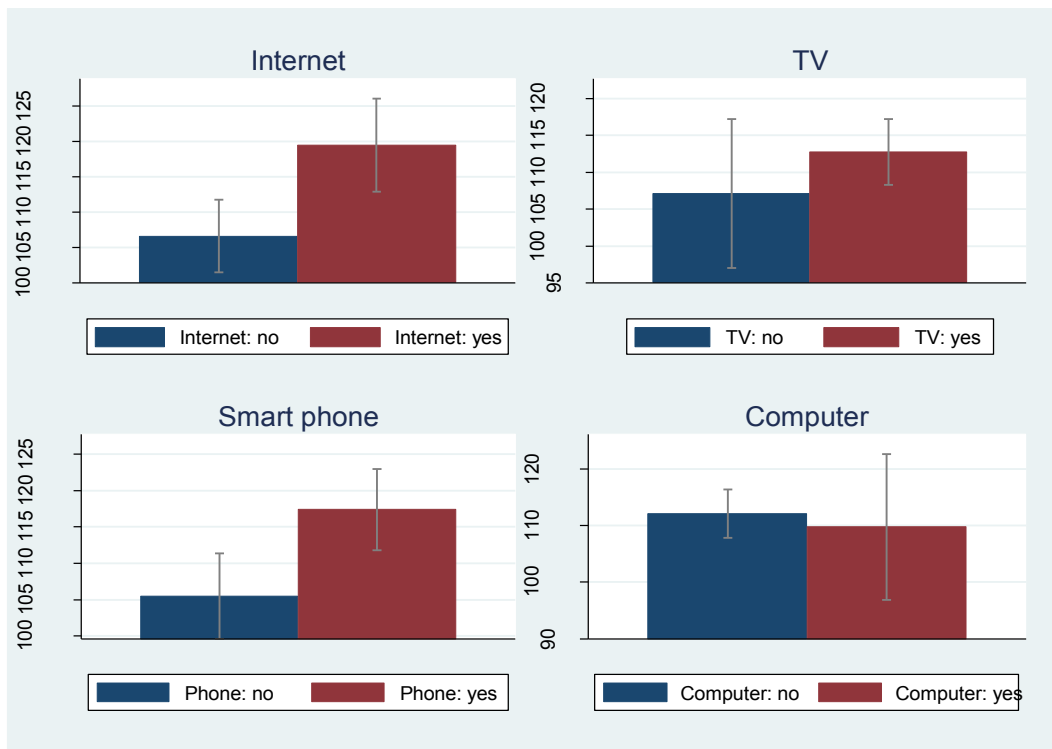 Internet
100 105 110 115 120 125
Internet: no Internet: yes
TV
95 100 105 110 115 120
TV: no TV: yes
Smart phone
100 105 110 115 120 125
Phone: no Phone: yes
Computer
90 100 110 120
Computer: no Computer: yes